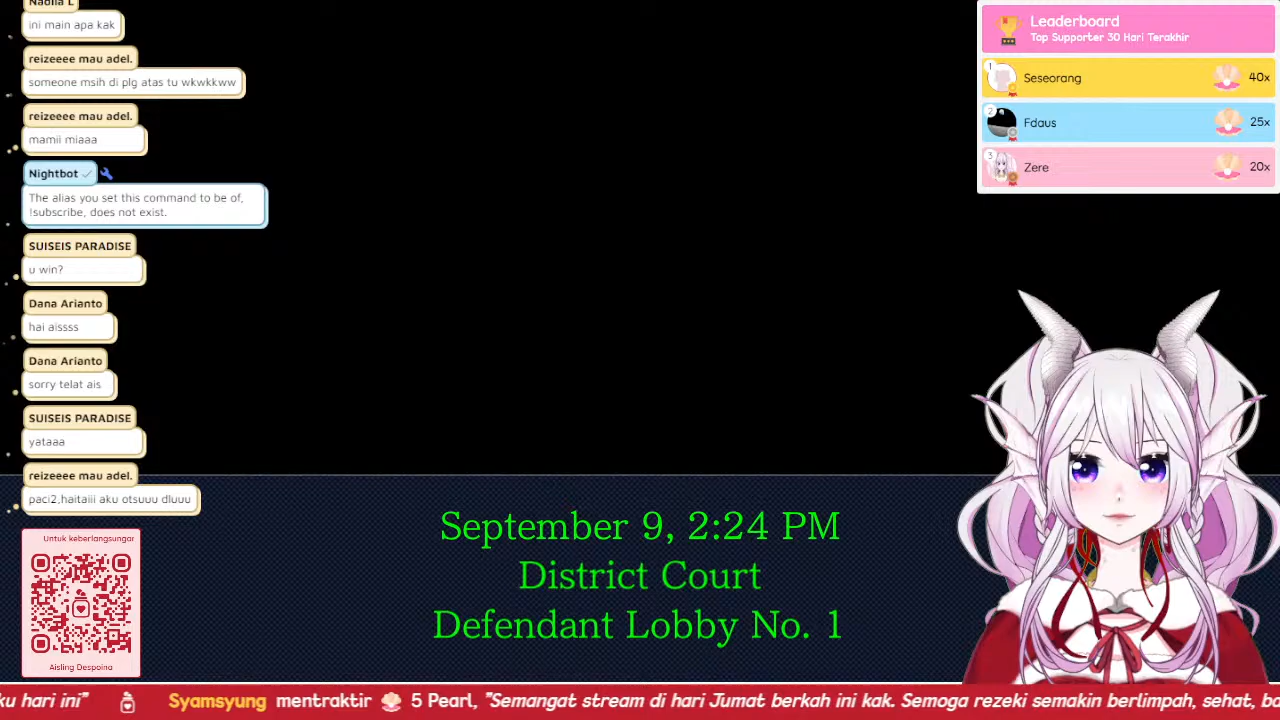 Nadila L
ini main apa kak
reizeeee mau adel.
someone msih di plg atas tu wkwkkww
reizeeee mau adel.
mamii miaaa
Nightbot
The alias you set this command to be of,
!subscribe, does not exist.
SUISEIS PARADISE
u win?
Dana Arianto
hai aissss
Dana Arianto
sorry telat ais
SUISEIS PARADISE
yataaa
reizeeee mau adel.
paci2,haitaiii aku otsuuu dluuu
Untuk keberlangsungan
Aisling Despoina
Leaderboard
Top Supporter 30 Hari Terakhir
1
Seseorang
40x
2
Fdaus
25x
3
Zere
20x
September 9, 2:24 PM
District Court
Defendant Lobby No. 1
ku hari ini" Syamsyung mentraktir 5 Pearl, "Semangat stream di hari Jumat berkah ini kak. Semoga rezeki semakin berlimpah, sehat,